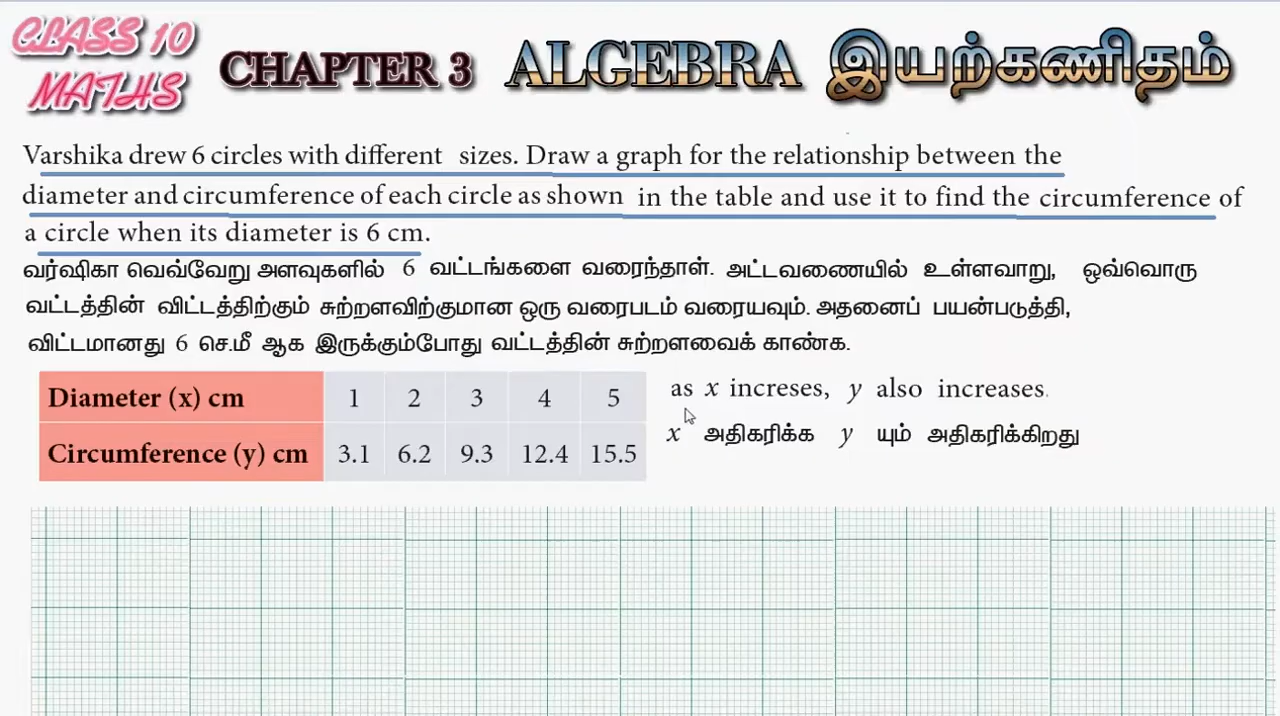 CLASS 10
MATHS
CHAPTER 3 ALGEBRA இயற்கணிதம்
Varshika drew 6 circles with different sizes. Draw a graph for the relationship between the
diameter and circumference of each circle as shown in the table and use it to find the circumference of
a circle when its diameter is 6 cm.
வர்ஷிகா வெவ்வேறு அளவுகளில் 6 வட்டங்களை வரைந்தாள். அட்டவணையில் உள்ளவாறு, ஒவ்வொரு
வட்டத்தின் விட்டத்திற்கும் சுற்றளவிற்குமான ஒரு வரைபடம் வரையவும். அதனைப் பயன்படுத்தி,
விட்டமானது 6 செ.மீ ஆக இருக்கும்போது வட்டத்தின் சுற்றளவைக் காண்க.
Diameter (x) cm 1 2 3 4 5
Circumference (y) cm 3.1 6.2 9.3 12.4 15.5
as x increses, y also increases.
x அதிகரிக்க y யும் அதிகரிக்கிறது